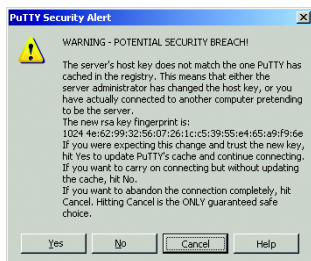 PuTTY Security Alert
WARNING - POTENTIAL SECURITY BREACH!
The server's host key does not match the one PuTTY has
cached in the registry. This means that either the
server administrator has changed the host key, or you
have actually connected to another computer pretending
to be the server.
The new rsa key fingerprint is:
1024 4e:62:99:32:56:07:26:1c:c5:39:55:e4:65:a9:f9:6e
If you were expecting this change and trust the new key,
hit Yes to update PuTTY's cache and continue connecting.
If you want to carry on connecting but without updating
the cache, hit No.
If you want to abandon the connection completely, hit
Cancel. Hitting Cancel is the ONLY guaranteed safe
choice.
Yes No Cancel Help